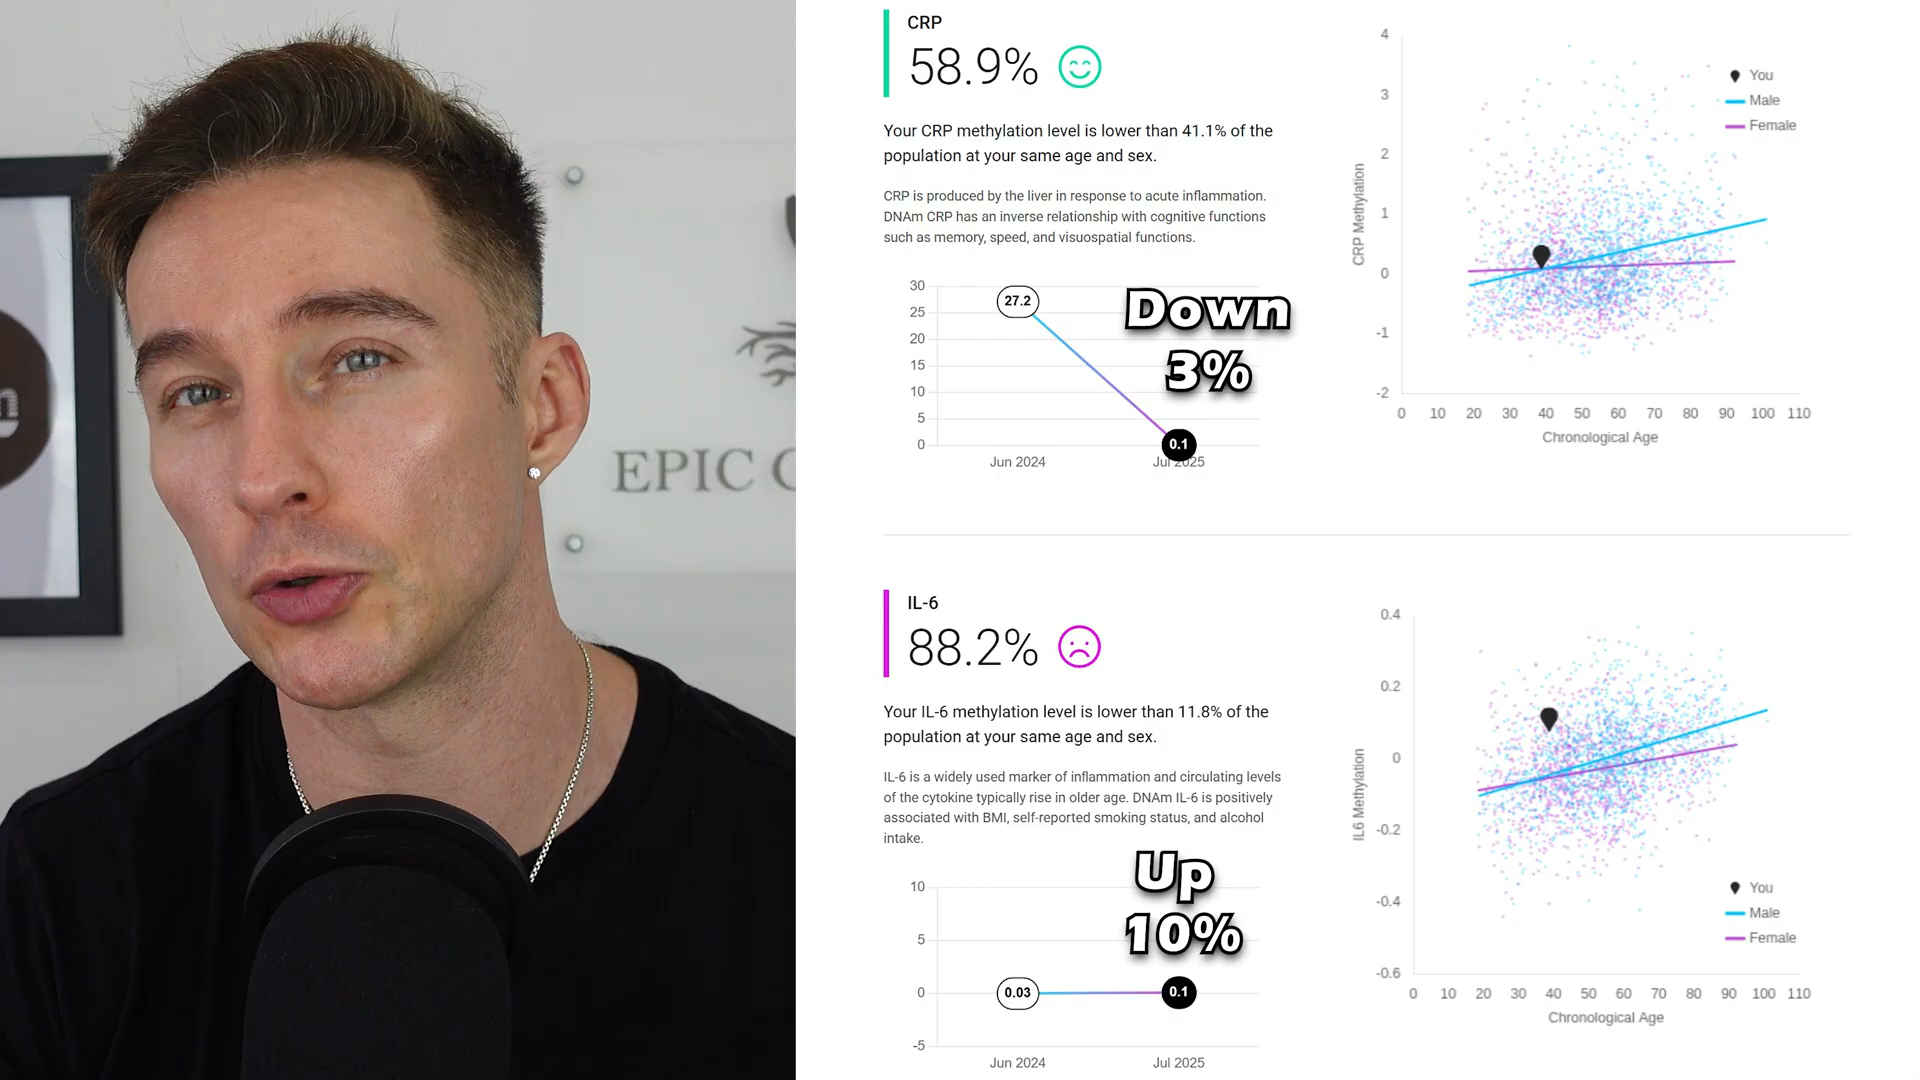 n
EPIC C
CRP
58.9%
Your CRP methylation level is lower than 41.1% of the
population at your same age and sex.
CRP is produced by the liver in response to acute inflammation.
DNAm CRP has an inverse relationship with cognitive functions
such as memory, speed, and visuospatial functions.
30
25
20
15
10
5
0
27.2
0.1
Jun 2024
Jul 2025
Down
3%
4
3
2
1
0
-1
-2
CRP Methylation
You
Male
Female
0 10 20 30 40 50 60 70 80 90 100 110
Chronological Age
IL-6
88.2%
Your IL-6 methylation level is lower than 11.8% of the
population at your same age and sex.
IL-6 is a widely used marker of inflammation and circulating levels
of the cytokine typically rise in older age. DNAm IL-6 is positively
associated with BMI, self-reported smoking status, and alcohol
intake.
Up
10%
10
5
0
-5
0.03
0.1
Jun 2024
Jul 2025
0.4
0.2
0
-0.2
-0.4
-0.6
IL6 Methylation
You
Male
Female
0 10 20 30 40 50 60 70 80 90 100 110
Chronological Age